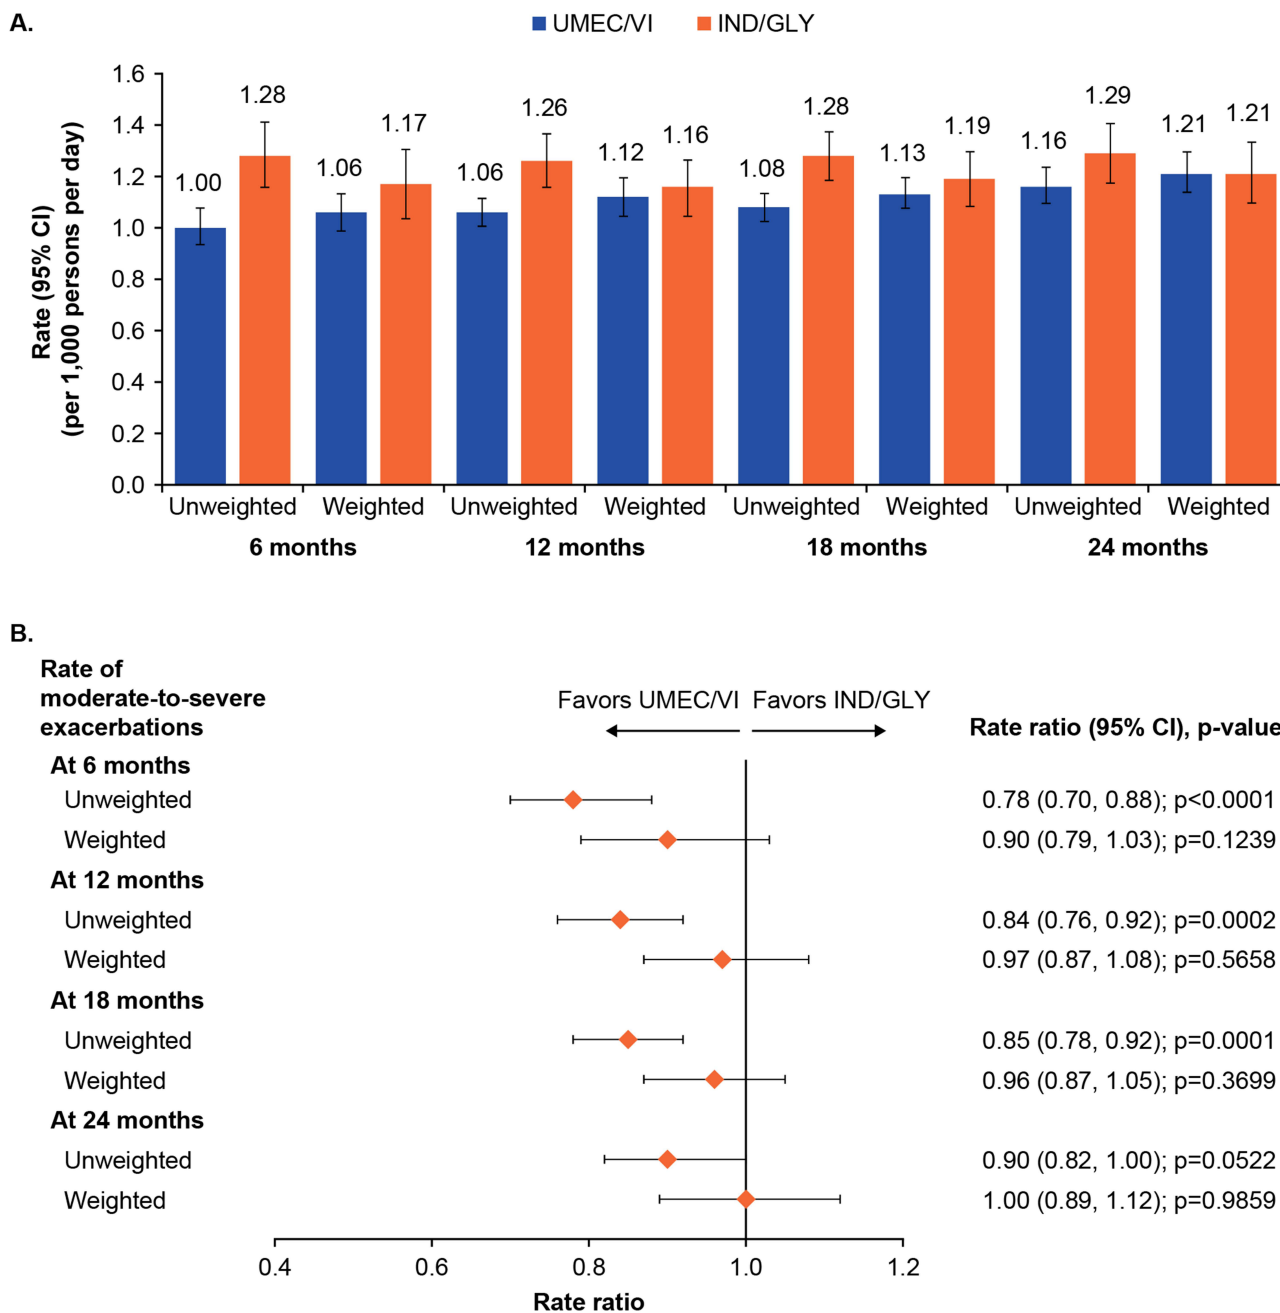 A.
UMEC/VI IND/GLY
Rate (95% CI)
(per 1,000 persons per day)
1.6
1.4
1.2
1.0
0.8
0.6
0.4
0.2
0.0
1.00 1.28 1.06 1.17 1.06 1.26 1.12 1.16 1.08 1.28 1.13 1.19 1.16 1.29 1.21 1.21
Unweighted Weighted Unweighted Weighted Unweighted Weighted Unweighted Weighted
6 months 12 months 18 months 24 months
B.
Rate of
moderate-to-severe
exacerbations
Favors UMEC/VI Favors IND/GLY
Rate ratio (95% CI), p-value
At 6 months
Unweighted 0.78 (0.70, 0.88); p<0.0001
Weighted 0.90 (0.79, 1.03); p=0.1239
At 12 months
Unweighted 0.84 (0.76, 0.92); p=0.0002
Weighted 0.97 (0.87, 1.08); p=0.5658
At 18 months
Unweighted 0.85 (0.78, 0.92); p=0.0001
Weighted 0.96 (0.87, 1.05); p=0.3699
At 24 months
Unweighted 0.90 (0.82, 1.00); p=0.0522
Weighted 1.00 (0.89, 1.12); p=0.9859
0.4 0.6 0.8 1.0 1.2
Rate ratio